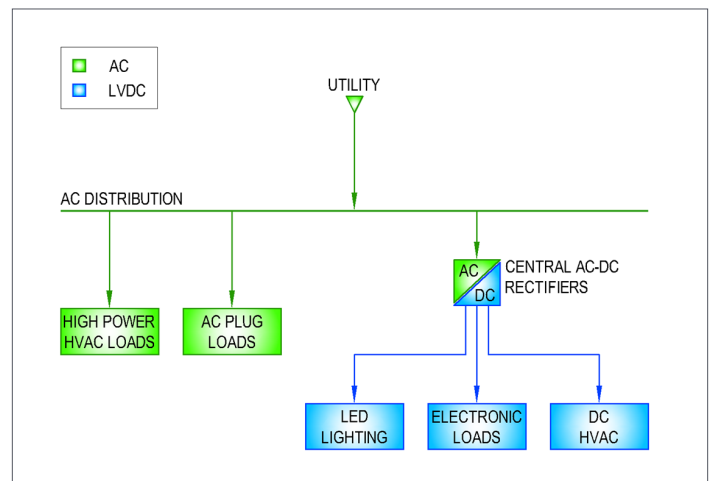 AC
LVDC
UTILITY
AC DISTRIBUTION
AC
DC
CENTRAL AC-DC
RECTIFIERS
HIGH POWER
HVAC LOADS
AC PLUG
LOADS
LED
LIGHTING
ELECTRONIC
LOADS
DC
HVAC